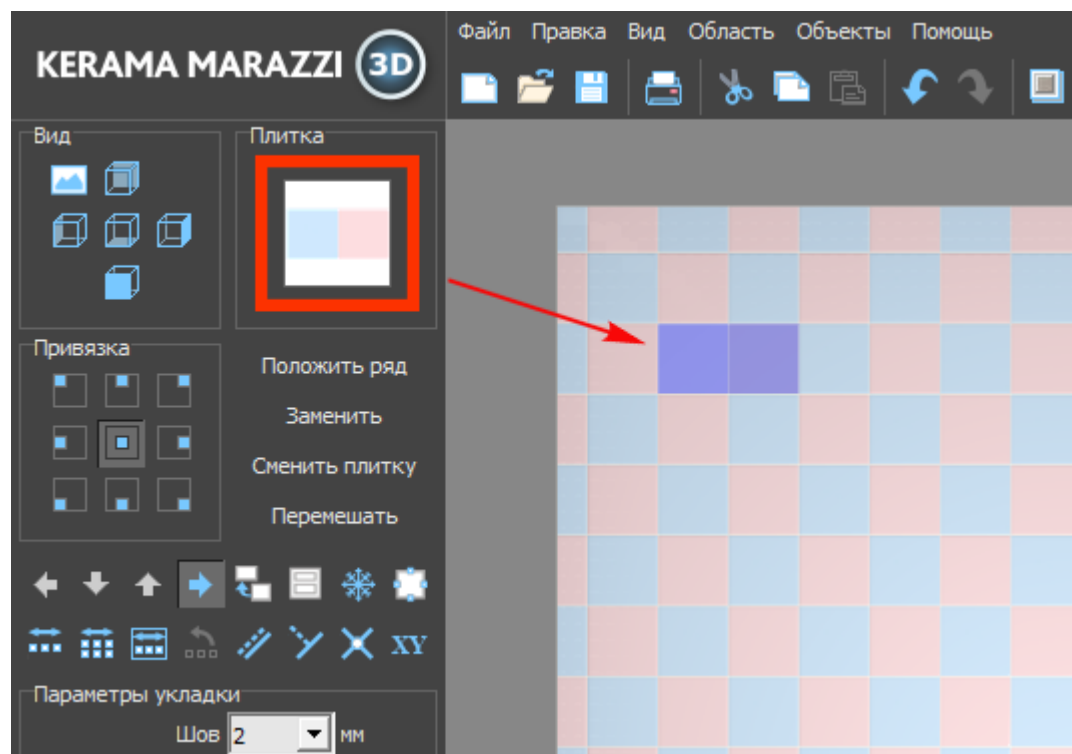 KERAMA MARAZZI 3D
Файл Правка Вид Область Объекты Помощь
Вид
Плитка
Привязка
Положить ряд
Заменить
Сменить плитку
Перемешать
XY
Параметры укладки
Шов 2 мм